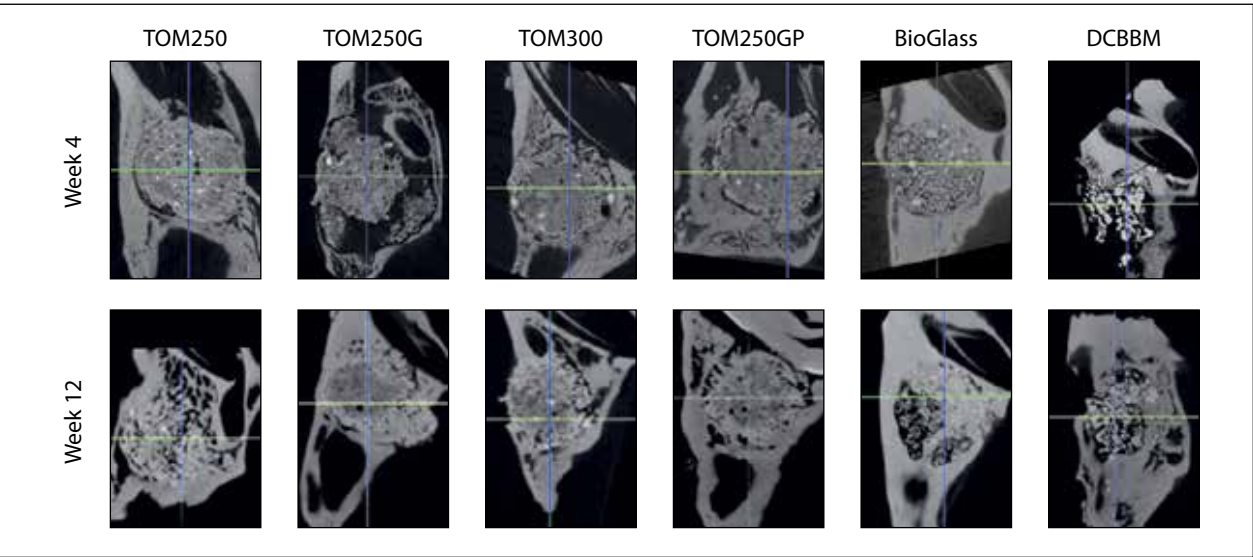 TOM250 TOM250G TOM300 TOM250GP BioGlass DCBBM
Week 4
Week 12